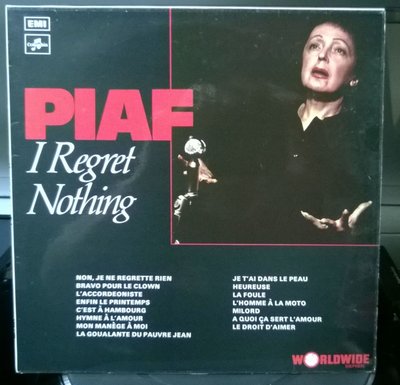 EMI
Columbia
PIAF
I Regret
Nothing
NON, JE NE REGRETTE RIEN
BRAVO POUR LE CLOWN
L'ACCORDEONISTE
ENFIN LE PRINTEMPS
C'EST À HAMBOURG
HYMNE À L'AMOUR
MON MANÈGE À MOI
LA GOUALANTE DU PAUVRE JEAN
JE T'AI DANS LE PEAU
HEUREUSE
LA FOULE
L'HOMME À LA MOTO
MILORD
A QUOI ÇA SERT L'AMOUR
LE DROIT D'AIMER
WORLDWIDE